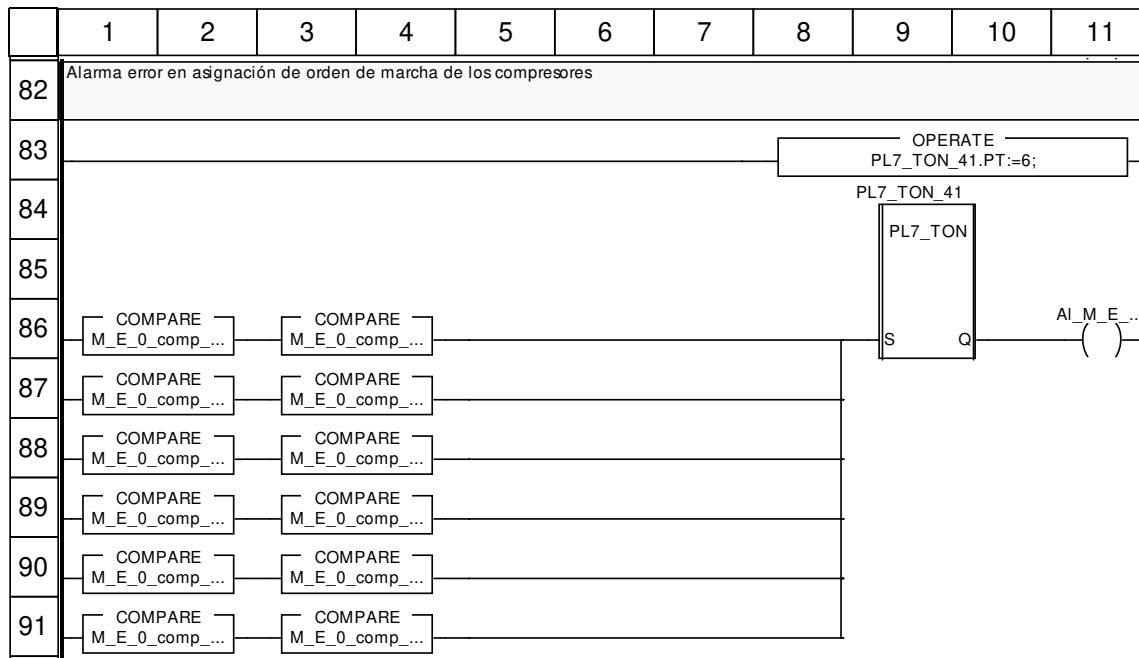 1 2 3 4 5 6 7 8 9 10 11
82 Alarma error en asignación de orden de marcha de los compresores
83 OPERATE
PL7_TON_41.PT:=6;
84 PL7_TON_41
PL7_TON
85
86 COMPARE COMPARE Al_M_E_...
M_E_0_comp_... M_E_0_comp_... S Q
87 COMPARE COMPARE
M_E_0_comp_... M_E_0_comp_...
88 COMPARE COMPARE
M_E_0_comp_... M_E_0_comp_...
89 COMPARE COMPARE
M_E_0_comp_... M_E_0_comp_...
90 COMPARE COMPARE
M_E_0_comp_... M_E_0_comp_...
91 COMPARE COMPARE
M_E_0_comp_... M_E_0_comp_...